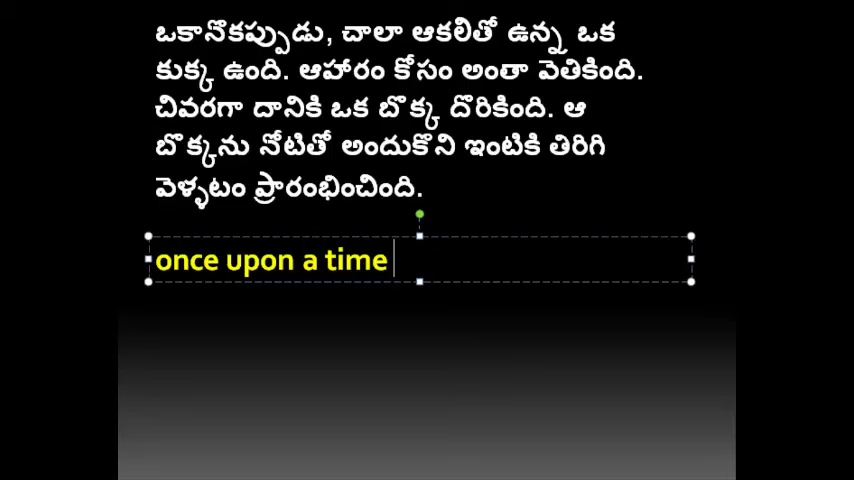 ఒకానొకప్పుడు, చాలా ఆకలితో ఉన్న ఒక
కుక్క ఉంది. ఆహారం కోసం అంతా వెతికింది.
చివరగా దానికి ఒక బొక్క దొరికింది. ఆ
బొక్కను నోటితో అందుకొని ఇంటికి తిరిగి
వెళ్ళటం ప్రారంభించింది.
once upon a time